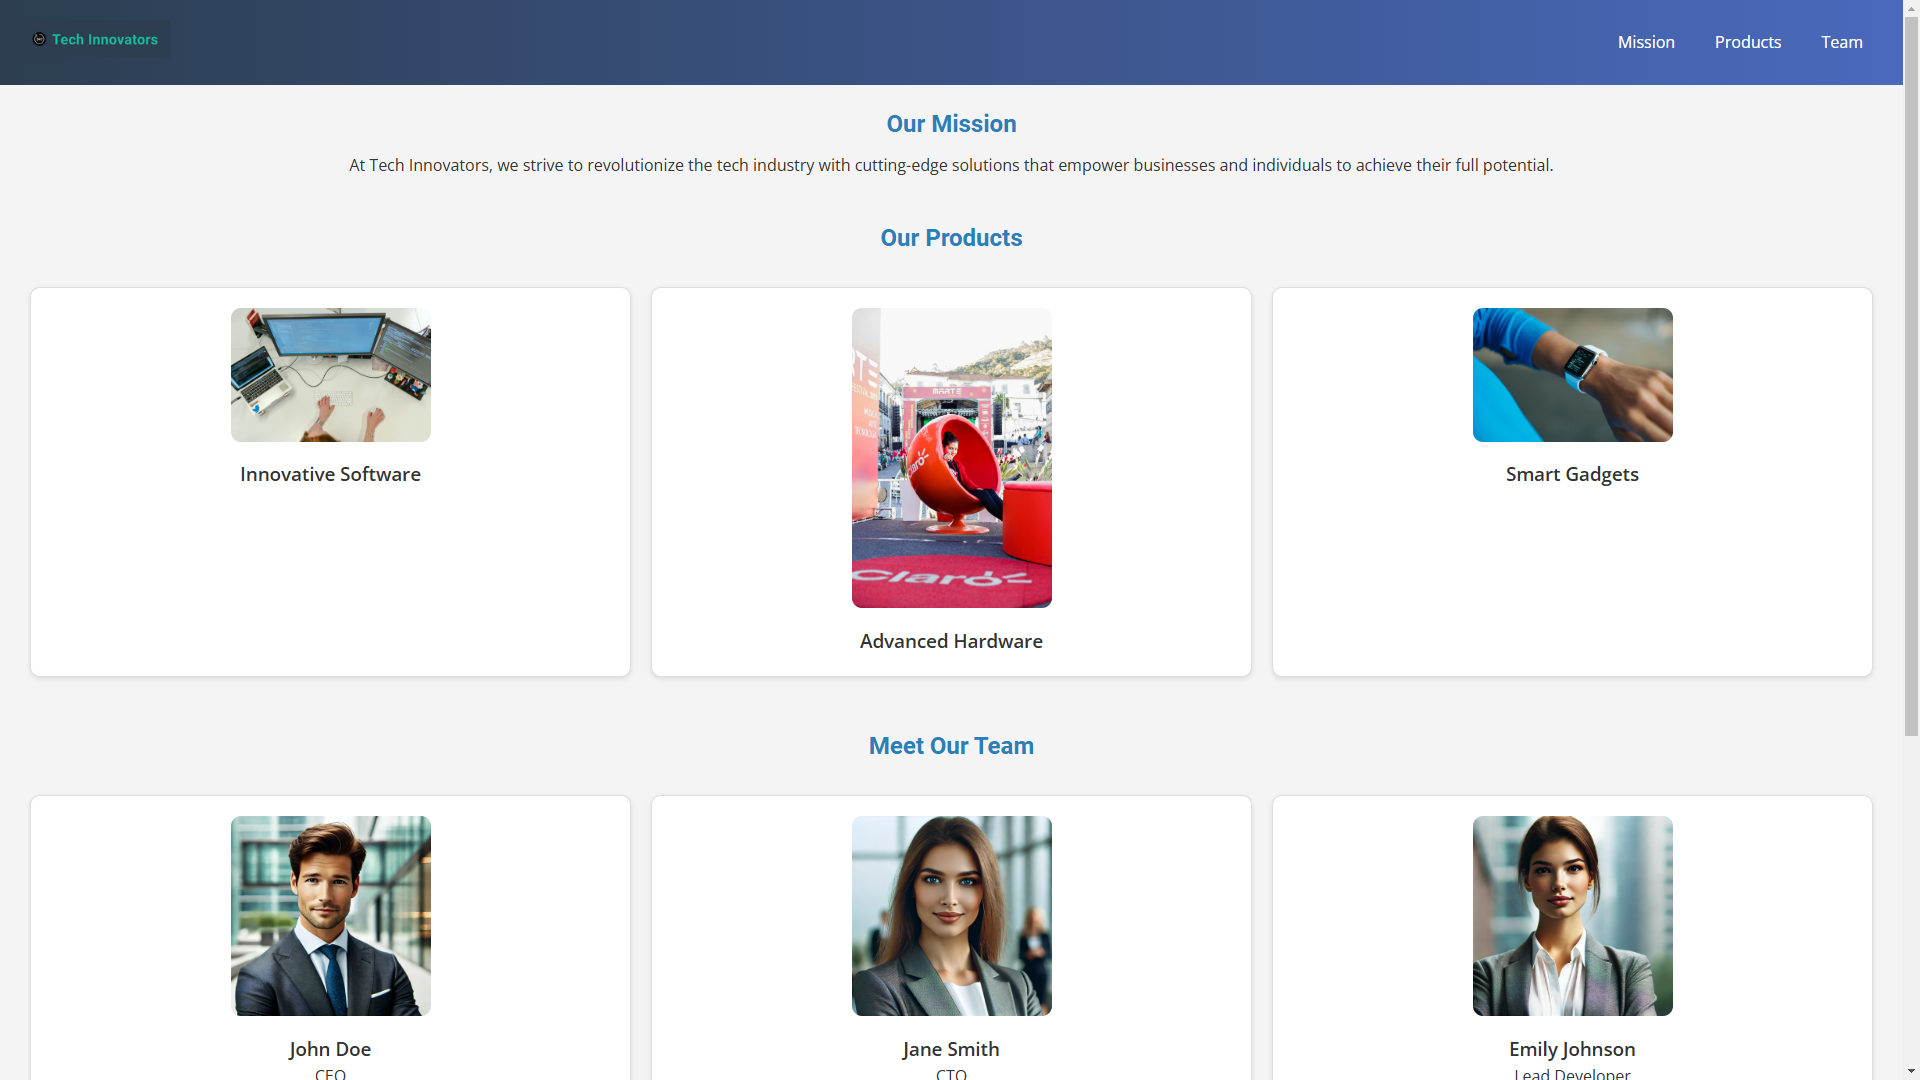 Tech Innovators
Mission
Products
Team
Our Mission
At Tech Innovators, we strive to revolutionize the tech industry with cutting-edge solutions that empower businesses and individuals to achieve their full potential.
Our Products
MARTE
Claro
Claro
Innovative Software
Smart Gadgets
Advanced Hardware
Meet Our Team
John Doe
Jane Smith
Emily Johnson
CEO
CTO
Lead Developer